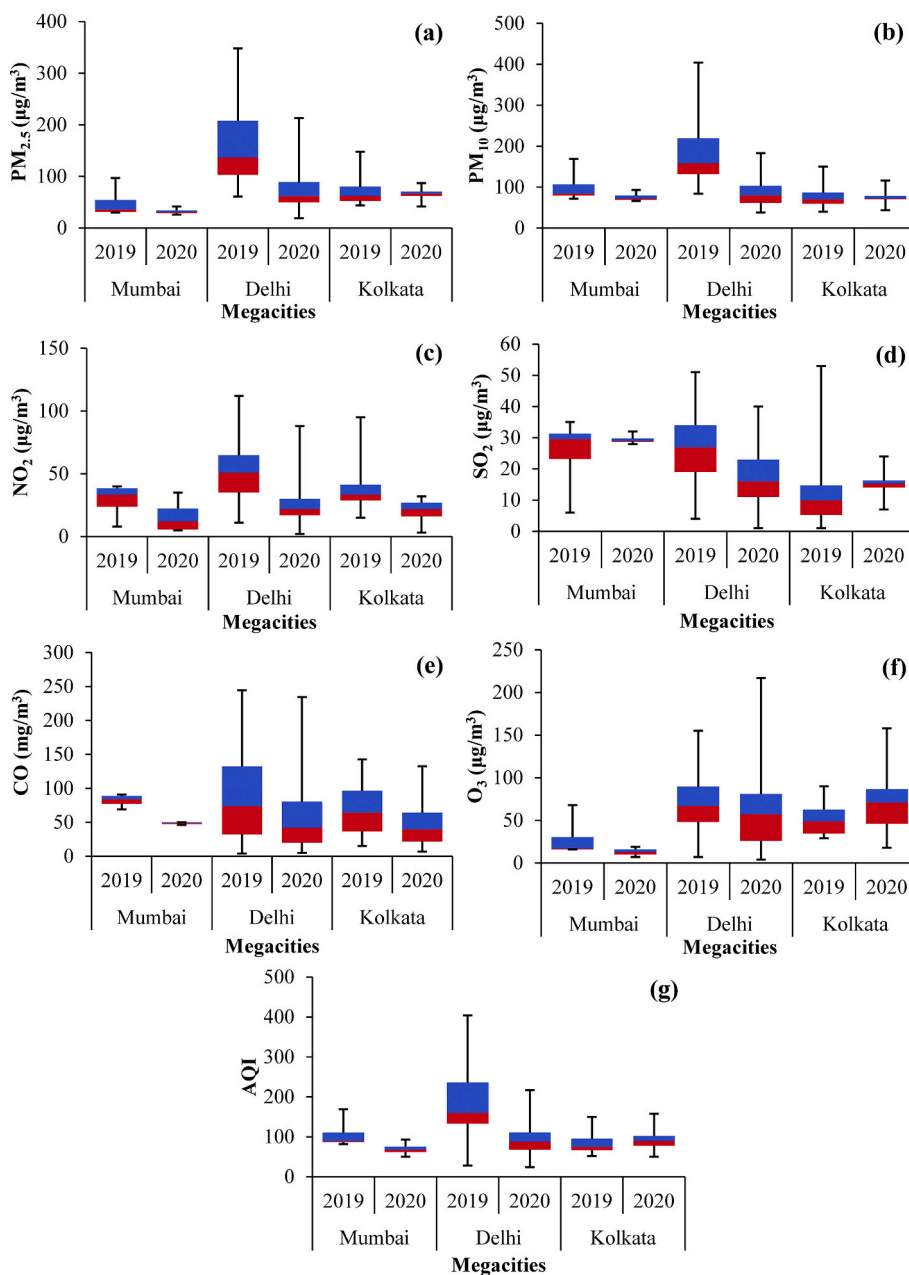 (a)
PM2.5 (µg/m³)
400
300
200
100
0
2019 2020 2019 2020 2019 2020
Mumbai Delhi Kolkata
Megacities
(b)
PM10 (µg/m³)
500
400
300
200
100
0
2019 2020 2019 2020 2019 2020
Mumbai Delhi Kolkata
Megacities
(c)
NO2 (µg/m³)
150
100
50
0
2019 2020 2019 2020 2019 2020
Mumbai Delhi Kolkata
Megacities
(d)
SO2 (µg/m³)
60
50
40
30
20
10
0
2019 2020 2019 2020 2019 2020
Mumbai Delhi Kolkata
Megacities
(e)
CO (mg/m³)
300
250
200
150
100
50
0
2019 2020 2019 2020 2019 2020
Mumbai Delhi Kolkata
Megacities
(f)
O3 (µg/m³)
250
200
150
100
50
0
2019 2020 2019 2020 2019 2020
Mumbai Delhi Kolkata
Megacities
(g)
AQI
500
400
300
200
100
0
2019 2020 2019 2020 2019 2020
Mumbai Delhi Kolkata
Megacities